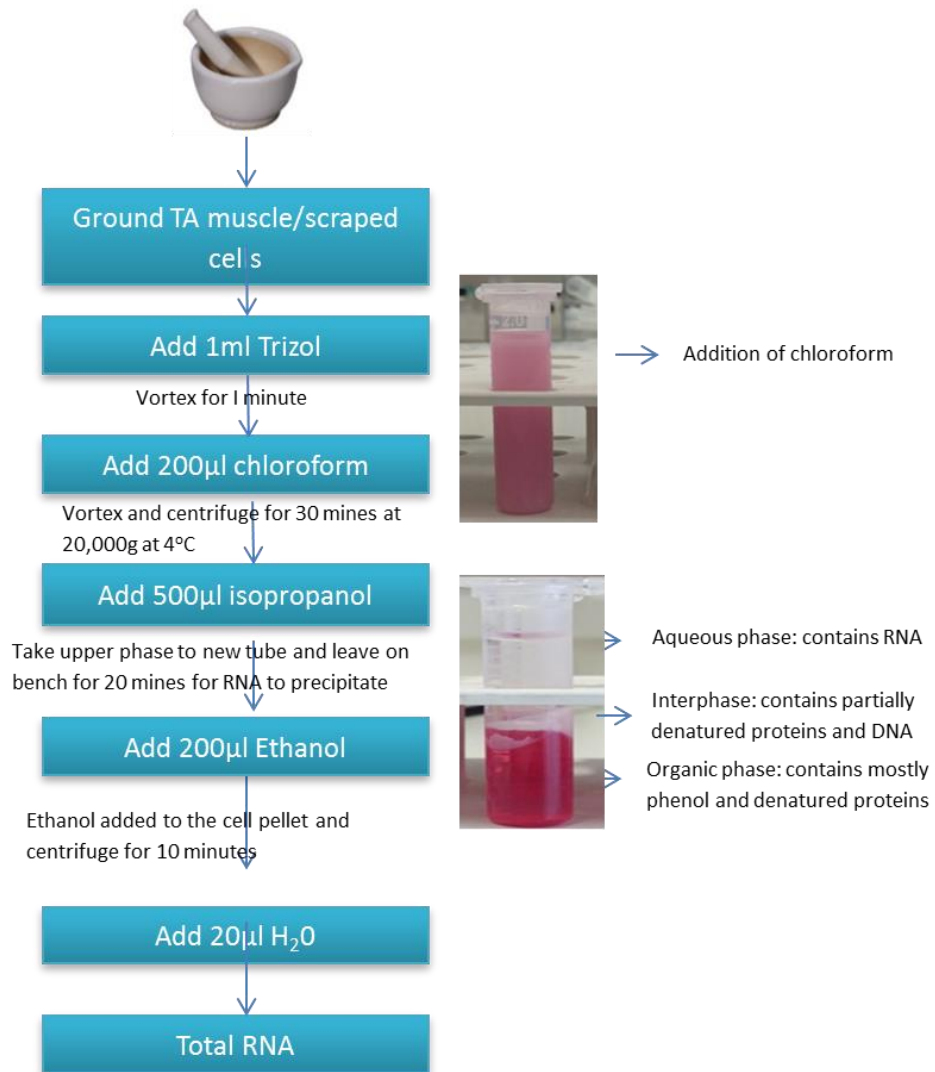 Ground TA muscle/scraped
cells
Add 1ml Trizol
Vortex for I minute
Add 200µl chloroform
Vortex and centrifuge for 30 mines at
20,000g at 4°C
Add 500µl isopropanol
Take upper phase to new tube and leave on
bench for 20 mines for RNA to precipitate
Add 200µl Ethanol
Ethanol added to the cell pellet and
centrifuge for 10 minutes
Add 20µl H₂0
Total RNA
Addition of chloroform
Aqueous phase: contains RNA
Interphase: contains partially
denatured proteins and DNA
Organic phase: contains mostly
phenol and denatured proteins